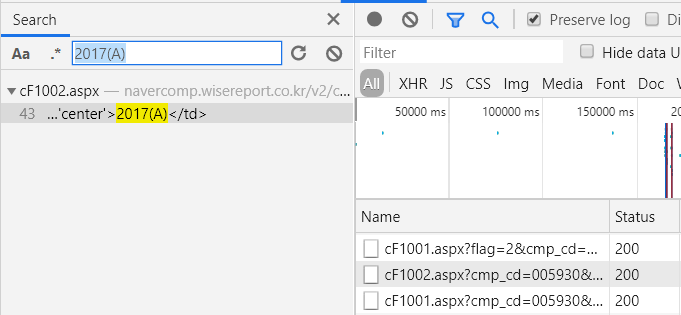 Search
Aa .* 2017(A)
cF1002.aspx — navercomp.wisereport.co.kr/v2/c...
43 ...'center'>2017(A)</td>
Preserve log
Filter
Hide data U
All XHR JS CSS Img Media Font Doc
50000 ms 100000 ms 150000 ms 20
Name Status
cF1001.aspx?flag=2&cmp_cd=... 200
cF1002.aspx?cmp_cd=005930&... 200
cF1001.aspx?cmp_cd=005930&... 200